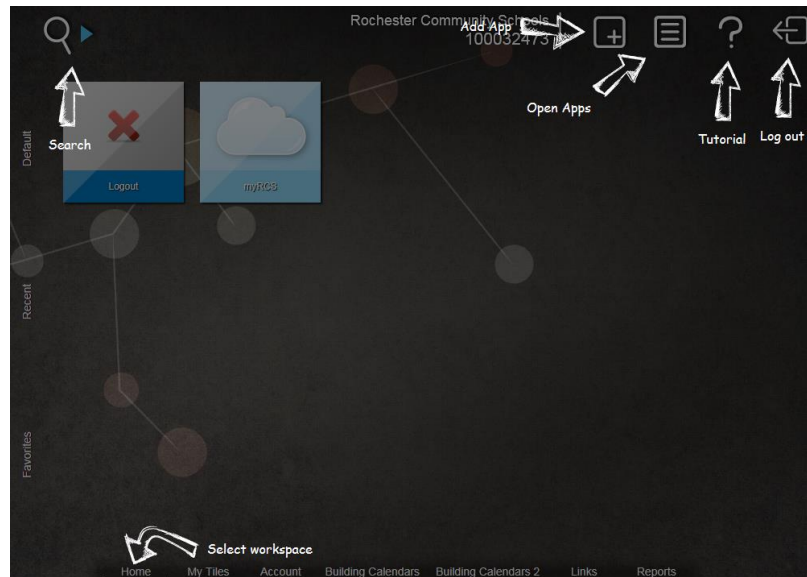 Rochester Community Schools
100032473
Add App
Open Apps
Tutorial
Log out
Search
Default
Logout
myRCS
Recent
Favorites
Select workspace
Home
My Tiles
Account
Building Calendars
Building Calendars 2
Links
Reports